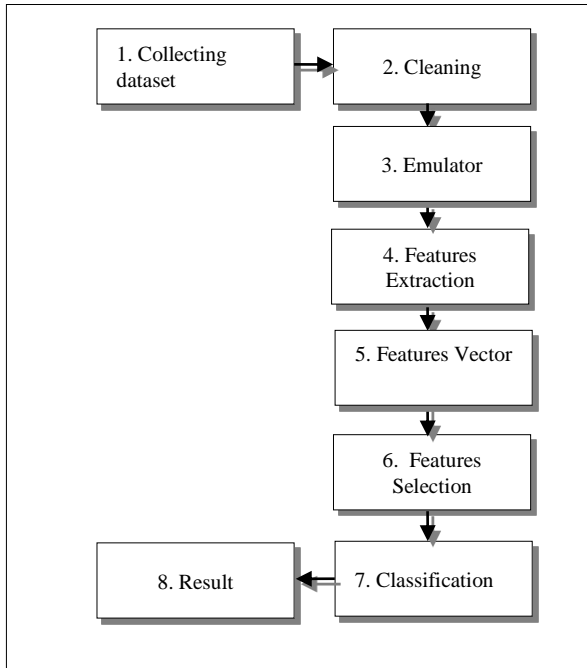 1. Collecting
dataset
2. Cleaning
3. Emulator
4. Features
Extraction
5. Features Vector
6. Features
Selection
7. Classification
8. Result